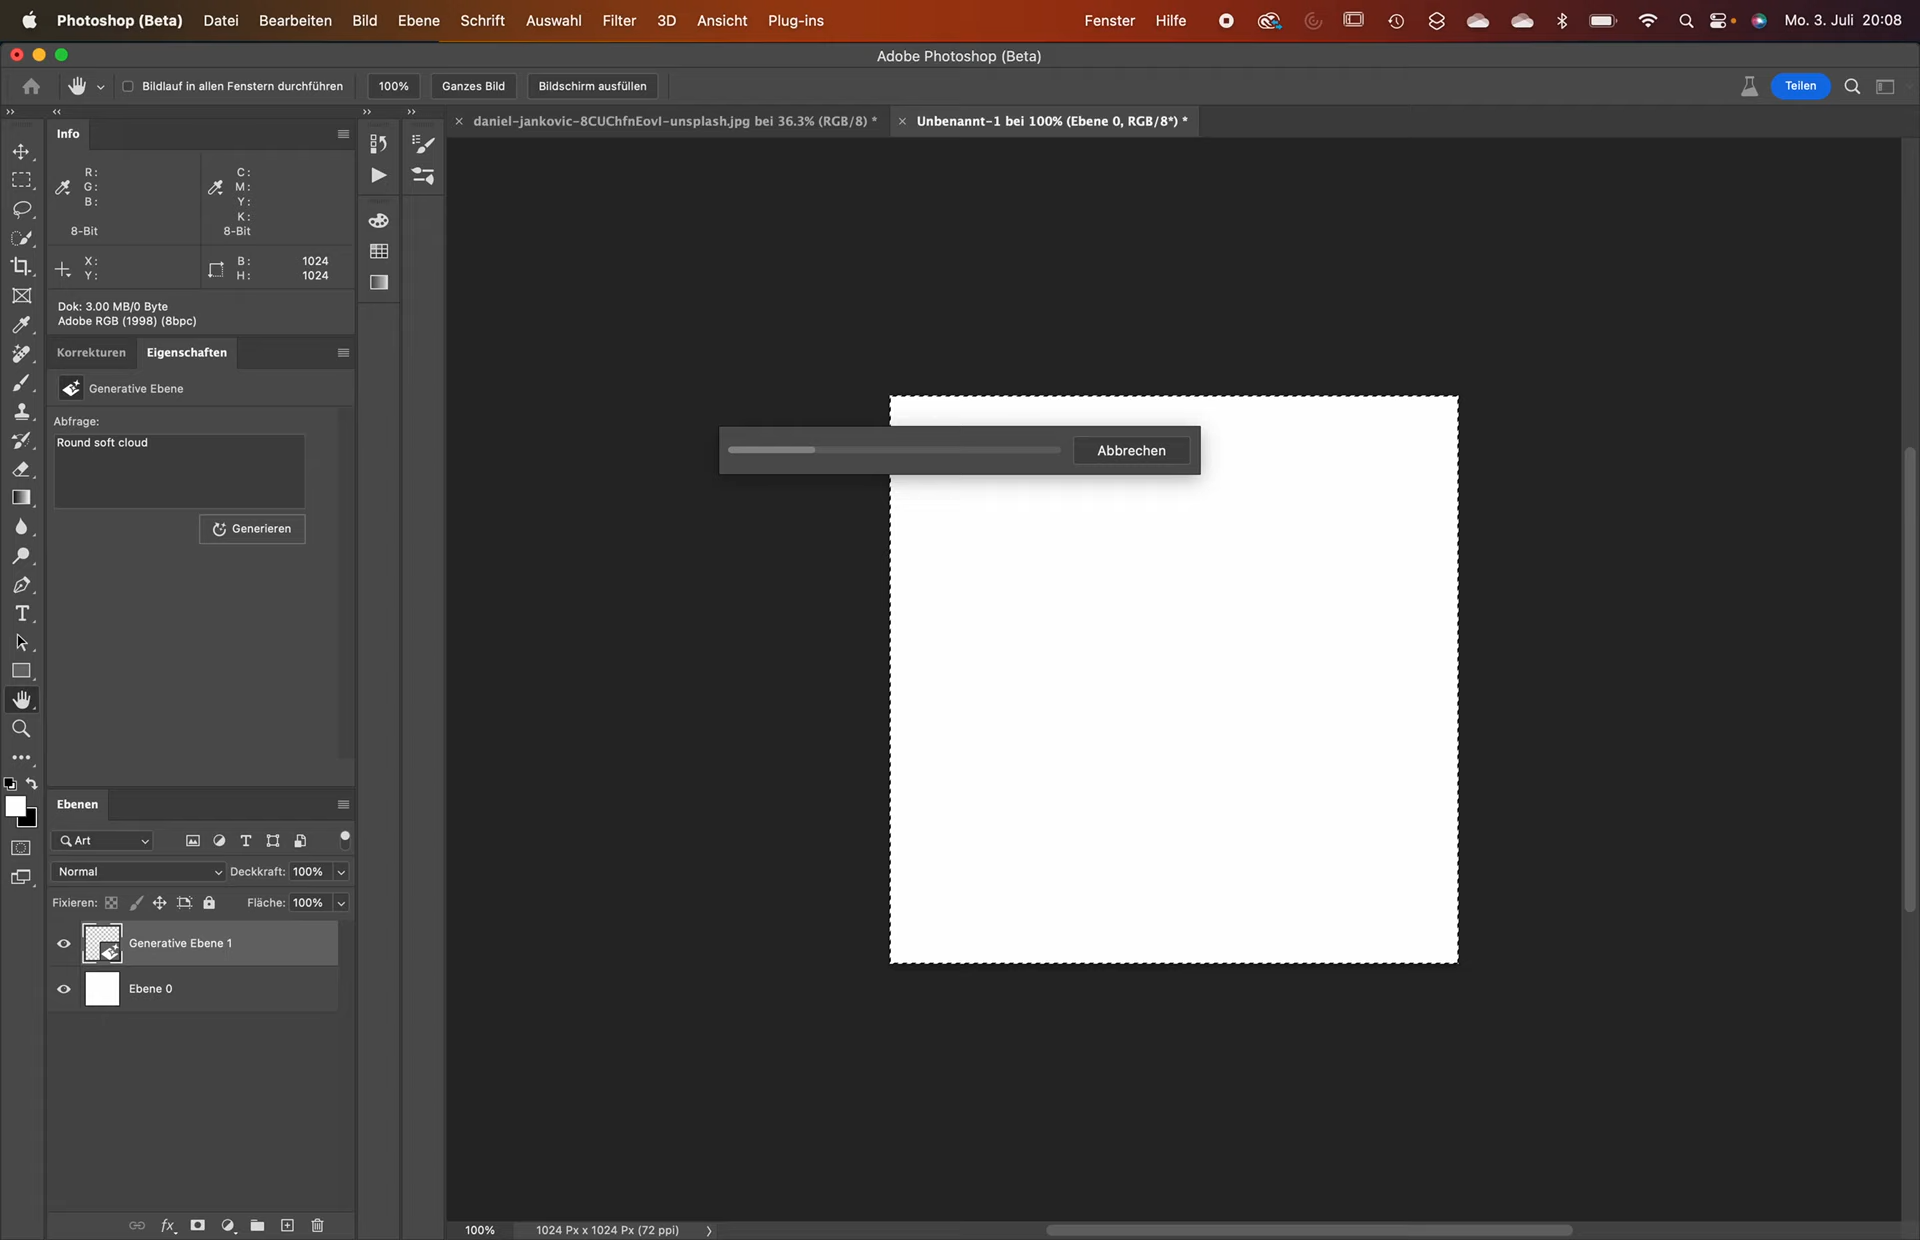 Photoshop (Beta) Datei Bearbeiten Bild Ebene Schrift Auswahl Filter 3D Ansicht Plug-ins Fenster Hilfe Mo. 3. Juli 20:08
Adobe Photoshop (Beta)
Bildlauf in allen Fenstern durchführen 100% Ganzes Bild Bildschirm ausfüllen Teilen
daniel-jankovic-8CUChfnEovI-unsplash.jpg bei 36.3% (RGB/8) * Unbenannt-1 bei 100% (Ebene 0, RGB/8*) *
Info
R: C:
G: M:
B: Y:
K:
8-Bit 8-Bit
X: B: 1024
Y: H: 1024
Dok: 3.00 MB/0 Byte
Adobe RGB (1998) (8bpc)
Korrekturen Eigenschaften
Generative Ebene
Abfrage:
Round soft cloud
Abbrechen
Generieren
Ebenen
Art
Normal Deckkraft: 100%
Fixieren: Fläche: 100%
Generative Ebene 1
Ebene 0
fx
100% 1024 Px x 1024 Px (72 ppi)